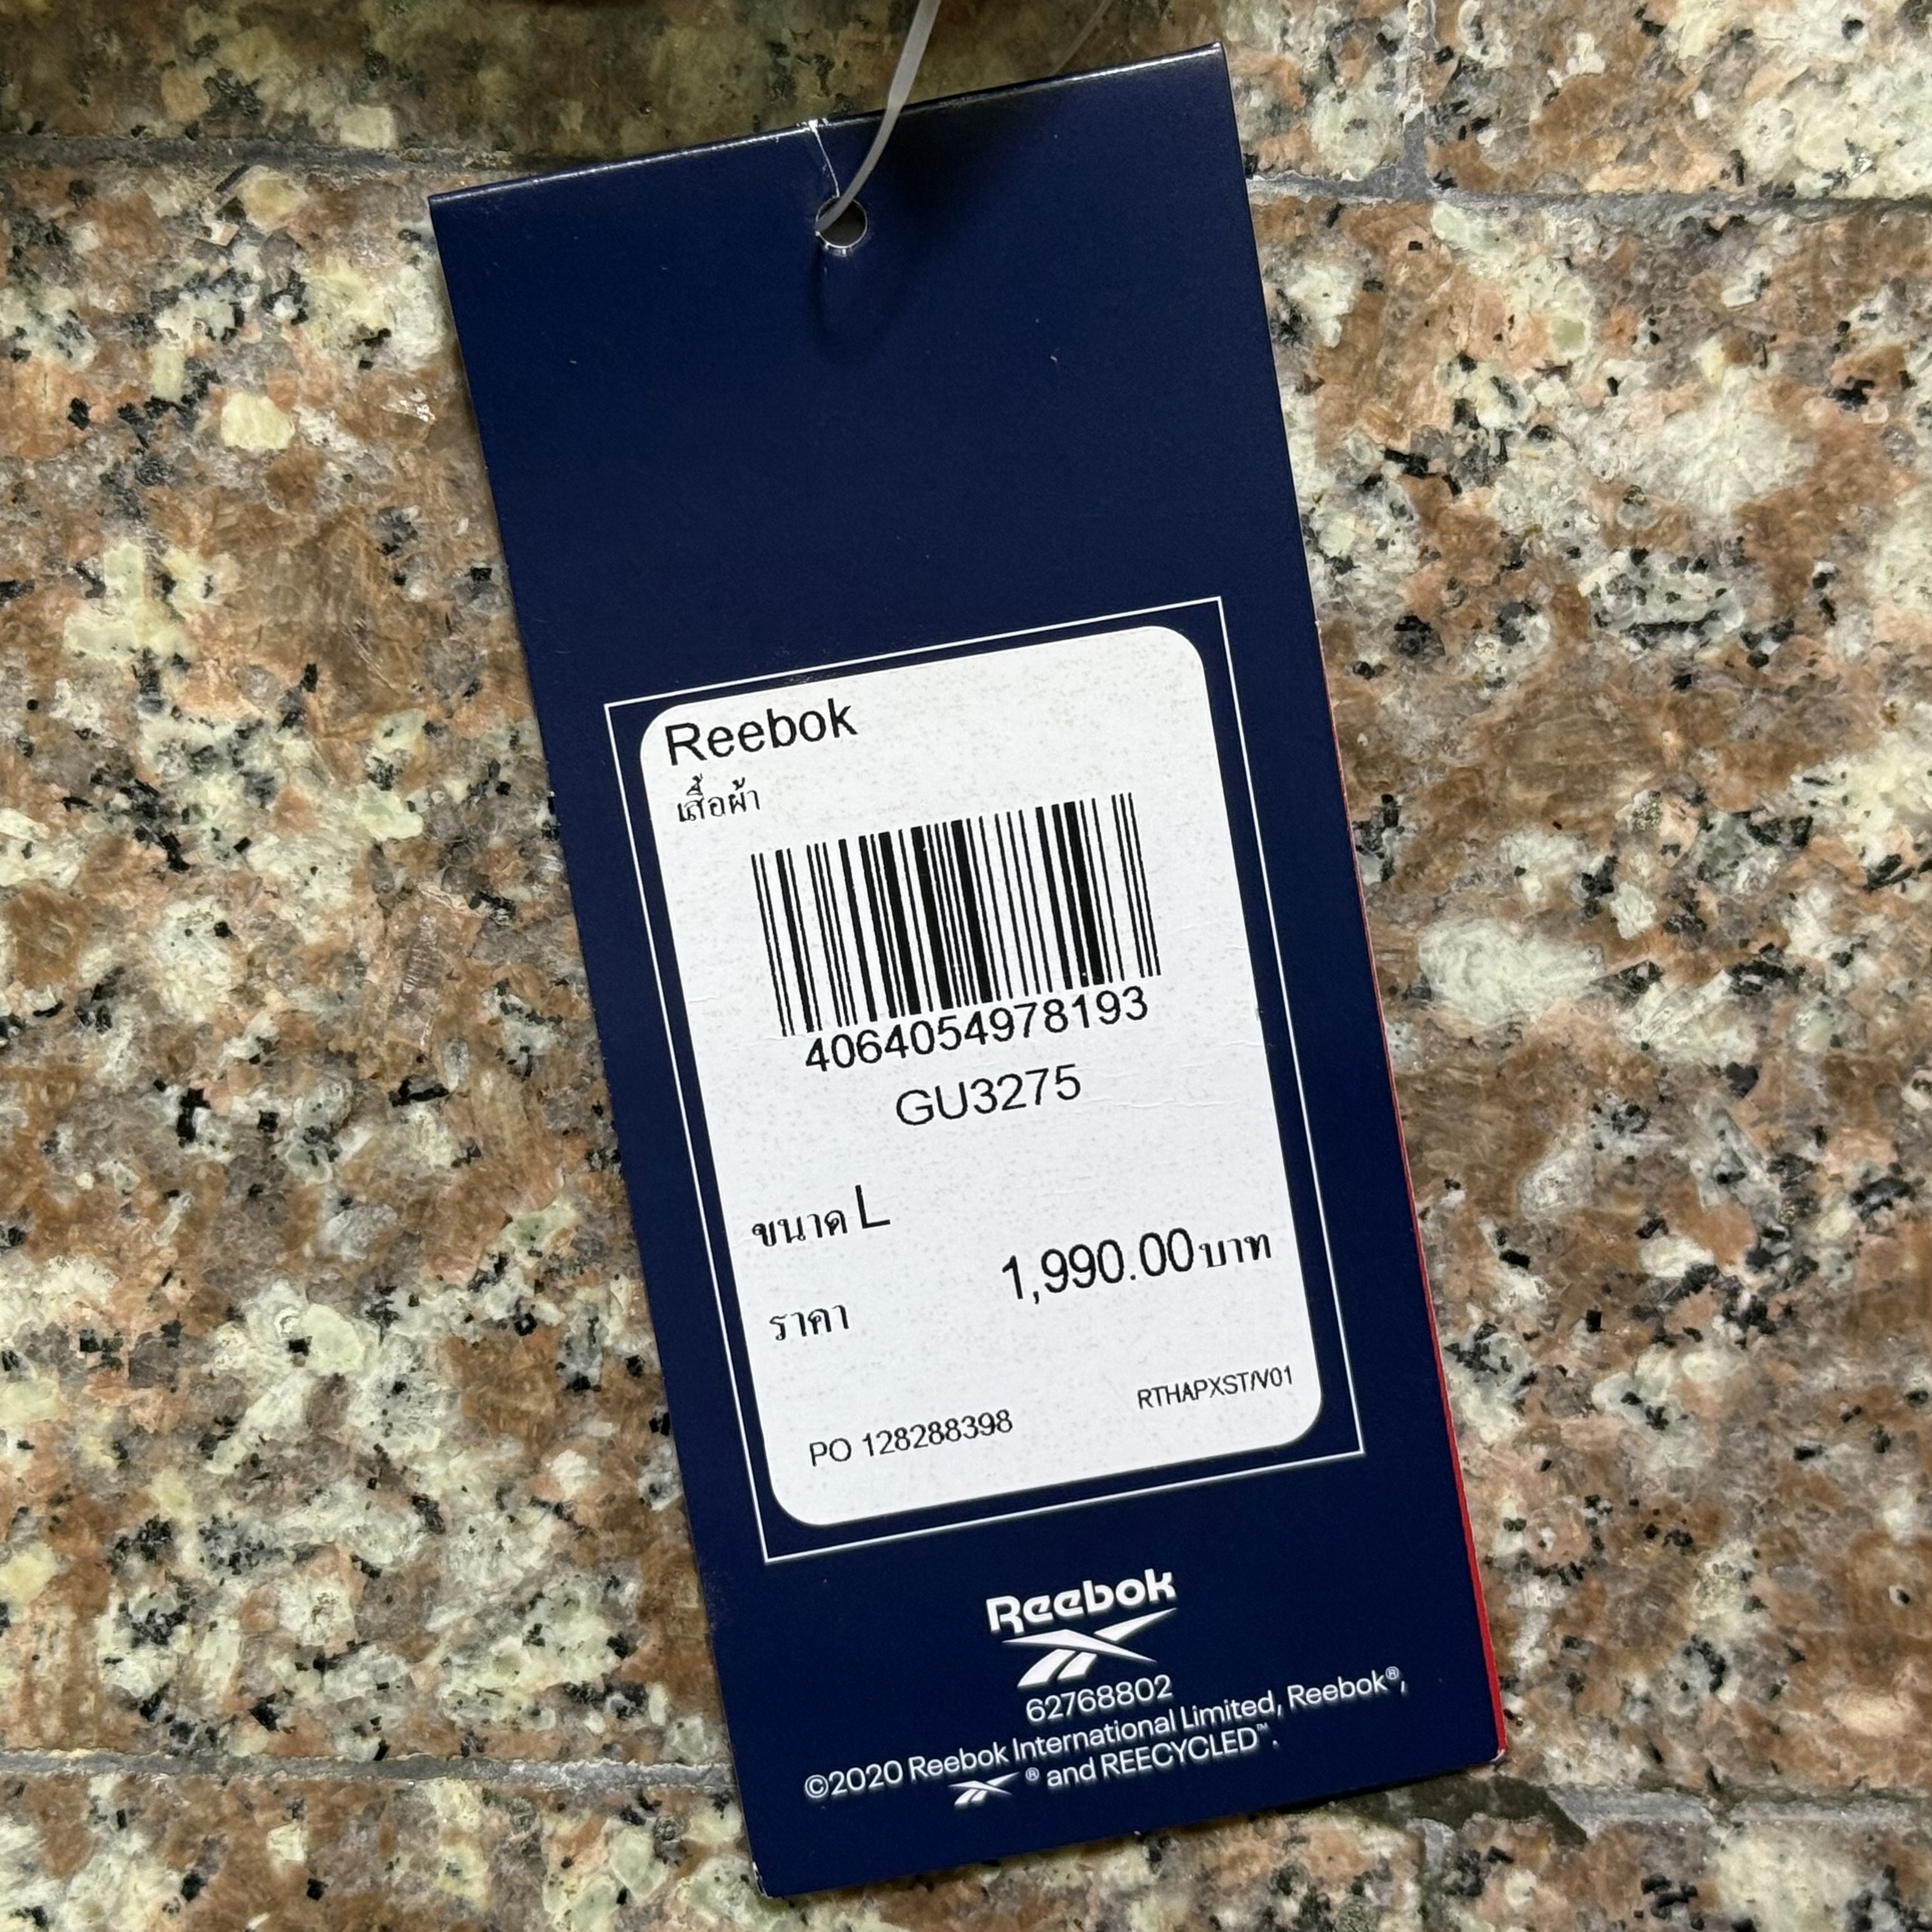 Reebok
เสื้อผ้า
4064054978193
GU3275
ขนาด L
ราคา 1,990.00บาท
PO 128288398 RTHAPXST/V01
Reebok
62768802
©2020 Reebok International Limited, Reebok®,
® and REECYCLED™.